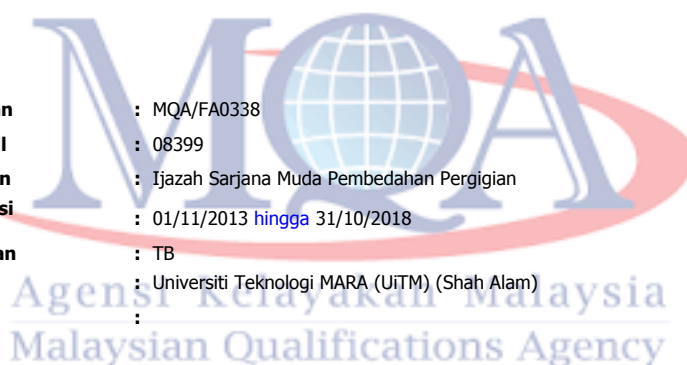 MQA
an : MQA/FA0338
l : 08399
n : Ijazah Sarjana Muda Pembedahan Pergigian
si : 01/11/2013 hingga 31/10/2018
an : TB
: Universiti Teknologi MARA (UiTM) (Shah Alam)
:
Agensi Kelayakan Malaysia
Malaysian Qualifications Agency